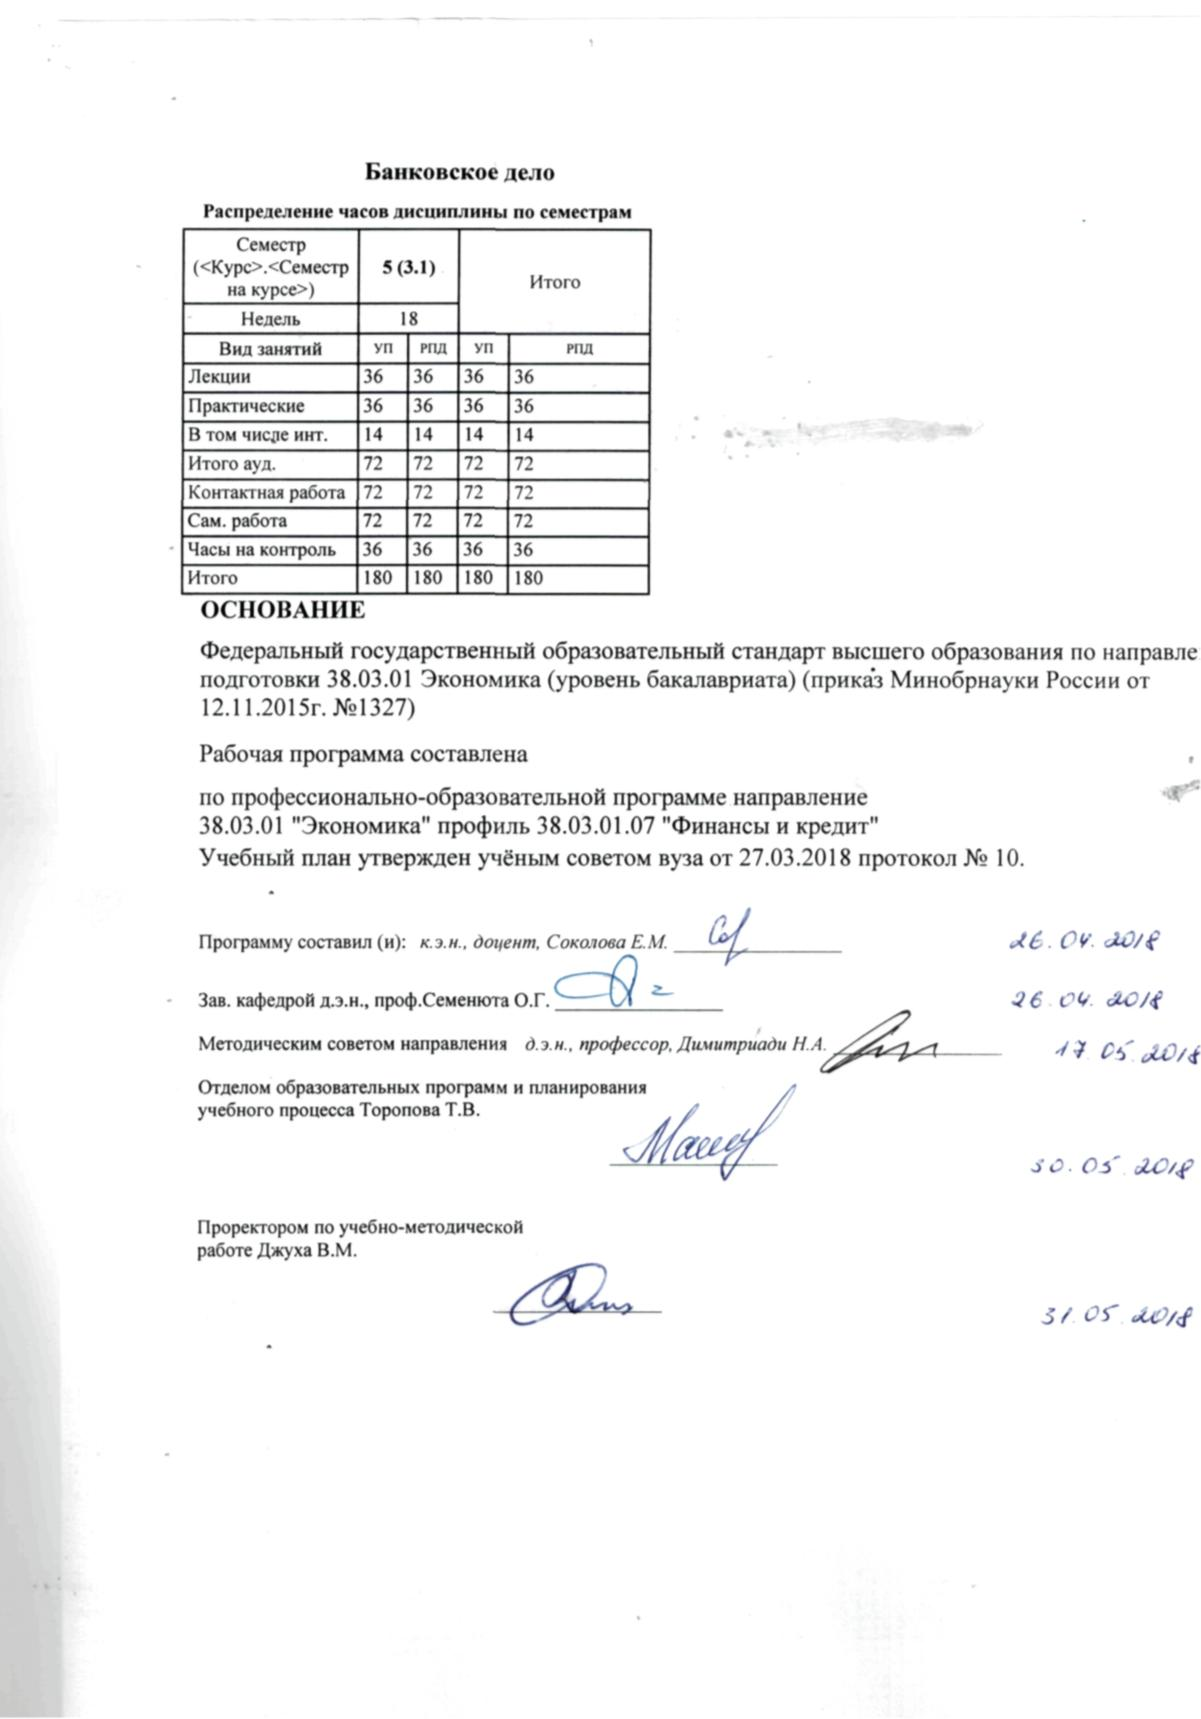 Банковское дело
Распределение часов дисциплины по семестрам
Семестр (<Курс>.<Семестр на курсе>) 5 (3.1) Итого
Недель 18
Вид занятий УП РПД УП РПД
Лекции 36 36 36 36
Практические 36 36 36 36
В том числе инт. 14 14 14 14
Итого ауд. 72 72 72 72
Контактная работа 72 72 72 72
Сам. работа 72 72 72 72
Часы на контроль 36 36 36 36
Итого 180 180 180 180
ОСНОВАНИЕ
Федеральный государственный образовательный стандарт высшего образования по направле
подготовки 38.03.01 Экономика (уровень бакалавриата) (приказ Минобрнауки России от
12.11.2015г. №1327)
Рабочая программа составлена
по профессионально-образовательной программе направление
38.03.01 "Экономика" профиль 38.03.01.07 "Финансы и кредит"
Учебный план утвержден учёным советом вуза от 27.03.2018 протокол № 10.
Программу составил (и): к.э.н., доцент, Соколова Е.М. 26.04.2018
Зав. кафедрой д.э.н., проф.Семенюта О.Г. 26.04.2018
Методическим советом направления д.э.н., профессор, Димитриади Н.А. 17.05.2018
Отделом образовательных программ и планирования
учебного процесса Торопова Т.В.
30.05.2018
Проректором по учебно-методической
работе Джуха В.М.
31.05.2018